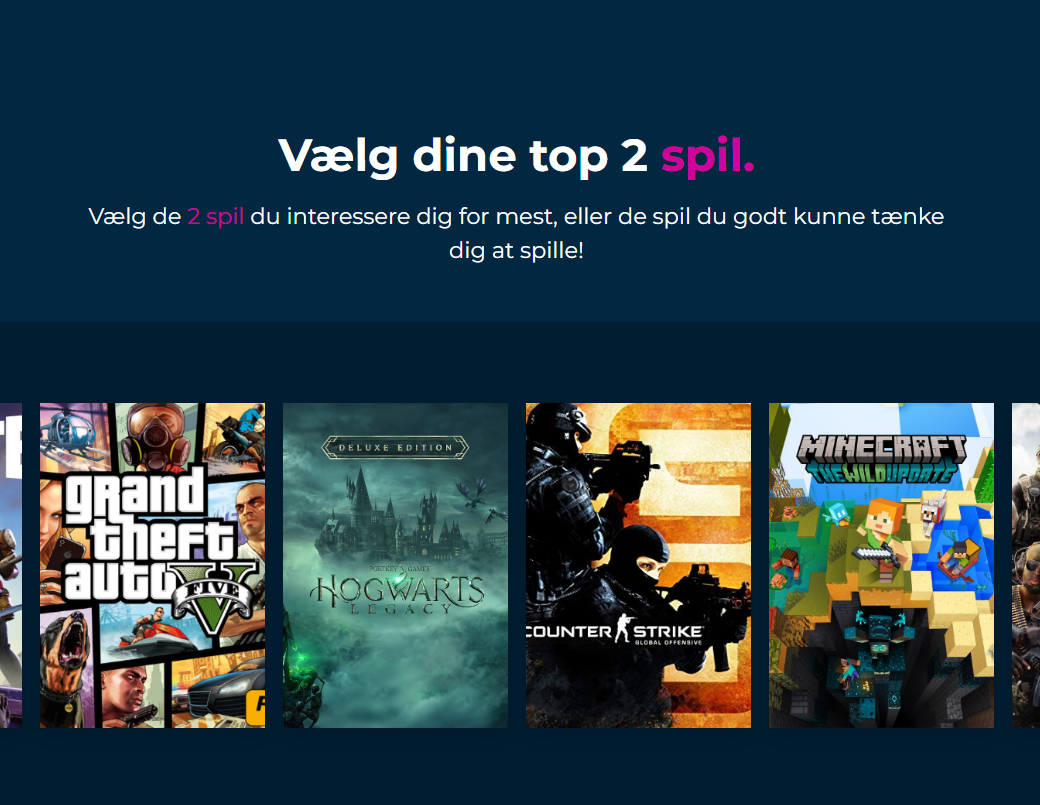 Vælg dine top 2 spil.
Vælg de 2 spil du interessere dig for mest, eller de spil du godt kunne tænke
dig at spille!
grand
theft
auto
FIVE
V
DELUXE EDITION
PORTKEY GAMES
HOGWARTS
LEGACY
COUNTER STRIKE
GLOBAL OFFENSIVE
MINECRAFT
THE WILD UPDATE